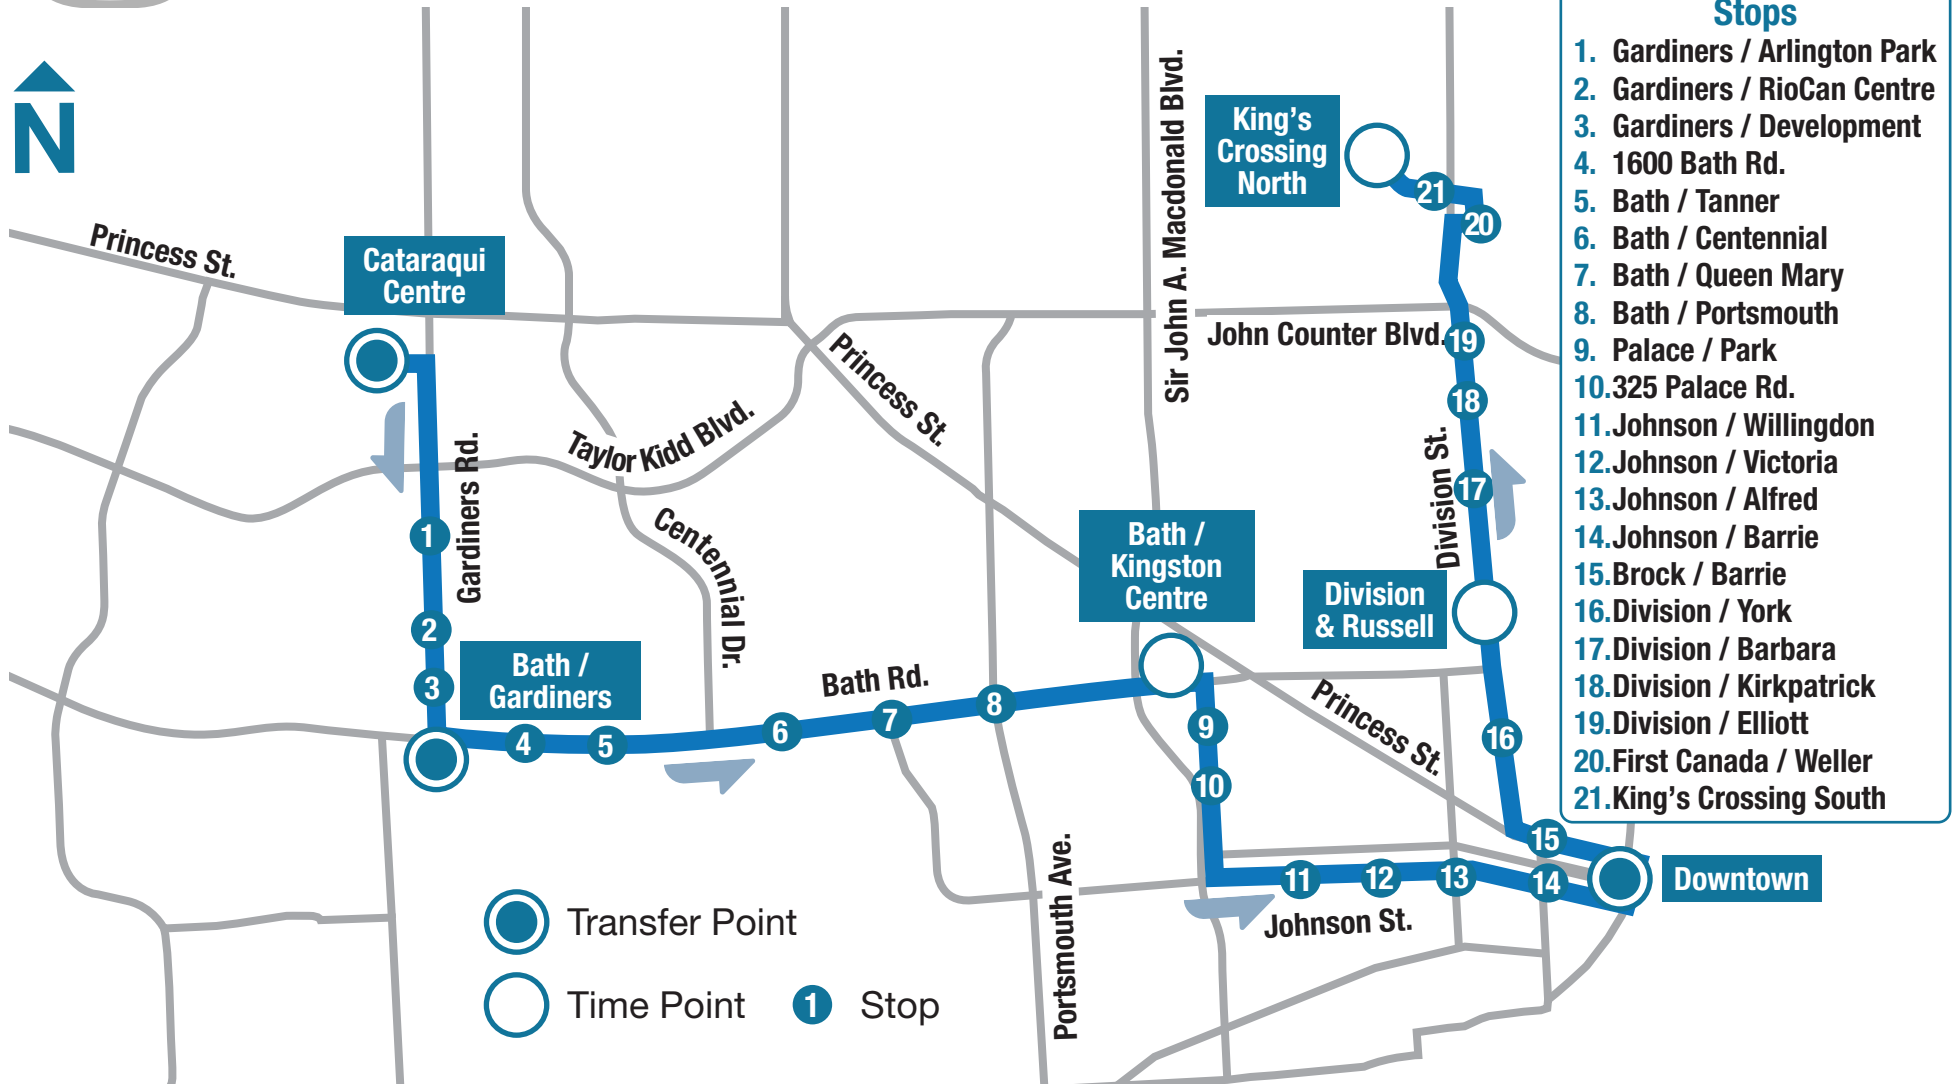 N
Princess St.
Cataraqui
Centre
Gardiners Rd.
Taylor Kidd Blvd.
Centennial Dr.
Princess St.
Sir John A. Macdonald Blvd.
King's
Crossing
North
John Counter Blvd.
Division St.
Bath /
Kingston
Centre
Division
& Russell
Bath /
Gardiners
Bath Rd.
Princess St.
Portsmouth Ave.
Johnson St.
Downtown
1
2
3
4
5
6
7
8
9
10
11
12
13
14
15
16
17
18
19
20
21
Transfer Point
Time Point
1 Stop
Stops
1. Gardiners / Arlington Park
2. Gardiners / RioCan Centre
3. Gardiners / Development
4. 1600 Bath Rd.
5. Bath / Tanner
6. Bath / Centennial
7. Bath / Queen Mary
8. Bath / Portsmouth
9. Palace / Park
10.325 Palace Rd.
11.Johnson / Willingdon
12.Johnson / Victoria
13.Johnson / Alfred
14.Johnson / Barrie
15.Brock / Barrie
16.Division / York
17.Division / Barbara
18.Division / Kirkpatrick
19.Division / Elliott
20.First Canada / Weller
21.King's Crossing South